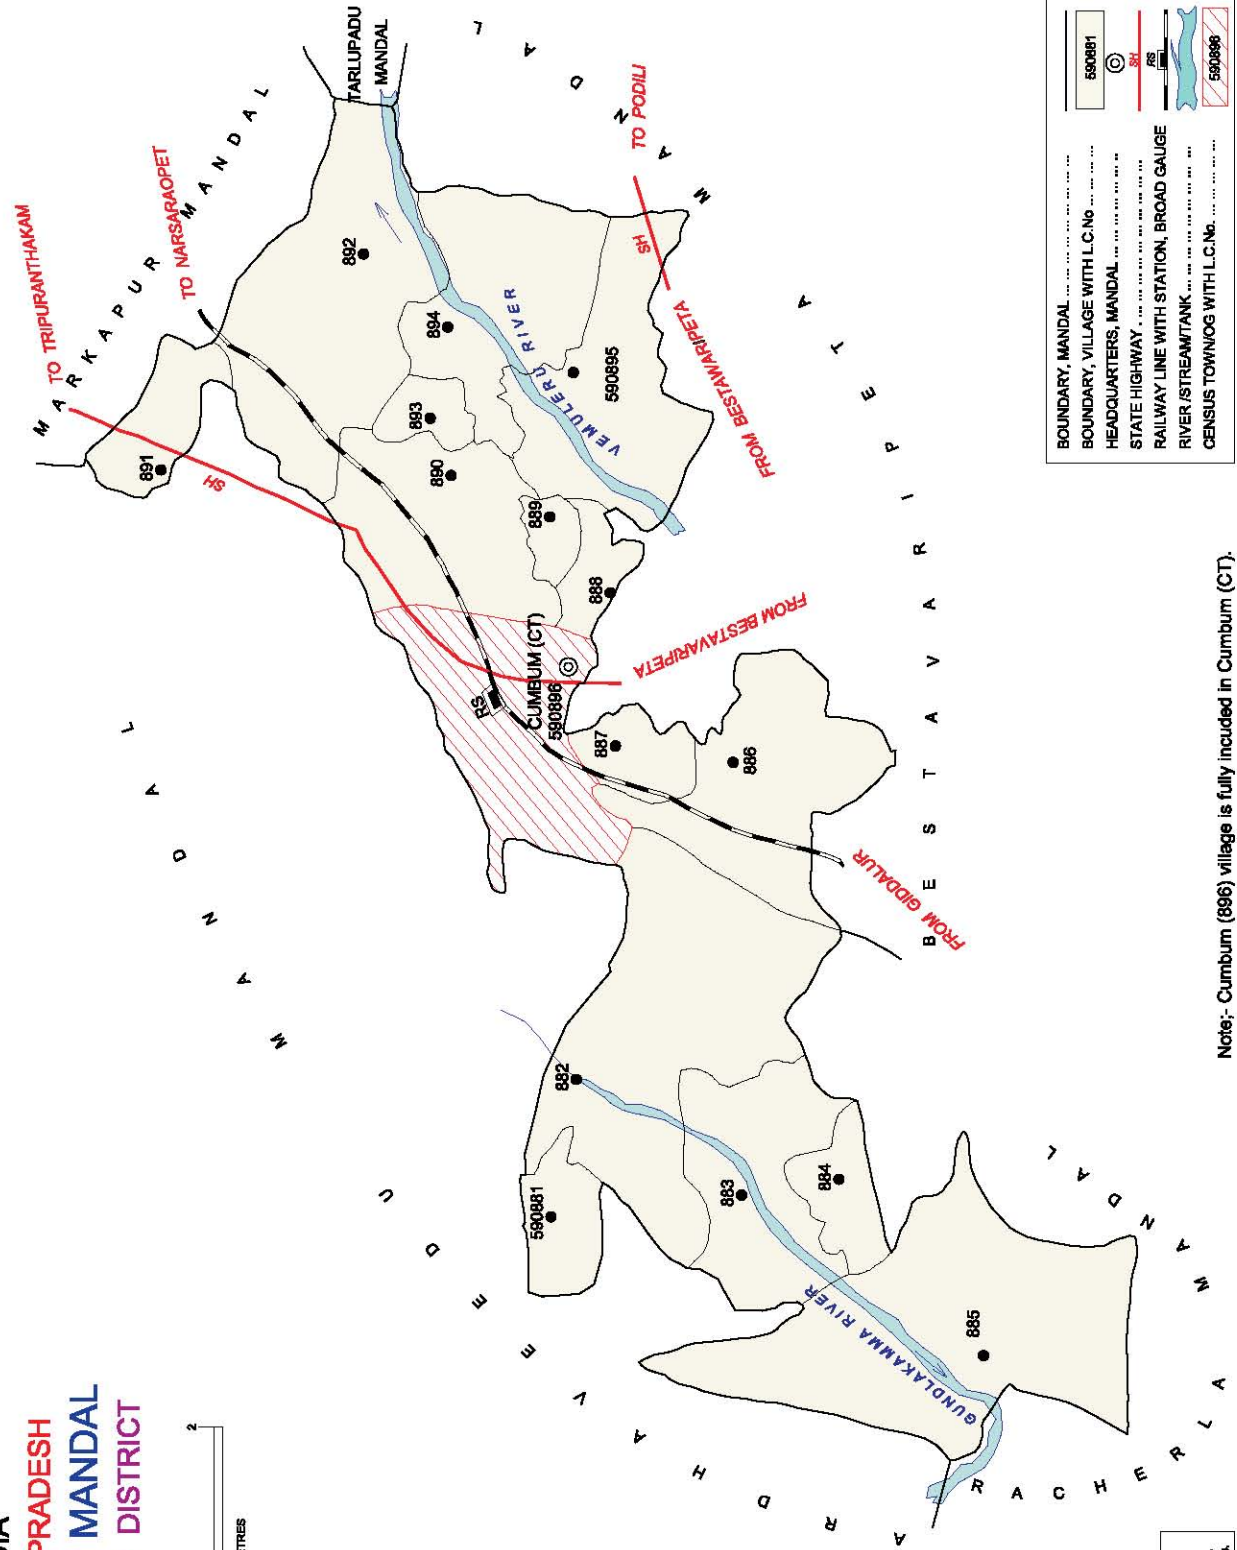 PRADESH
MANDAL
DISTRICT
2
TO TRIPURANTHAKAM
MARKAPUR MANDAL
TO NARSARAOPET
TARLUPADU
MANDAL
MANDAL
TO PODILI
SH
FROM BESTAWARIPETA
SH
891
892
894
893
890
889
888
590895
VEMULERU RIVER
RS
CUMBUM (CT)
590896
FROM BESTAVARIPETA
887
886
FROM GIDDALUR
BESTAVARIPETA
ARDHAVEEDU MANDAL
882
590881
883
884
885
GUNDLAKAMMA RIVER
RACHERLA MANDAL
BOUNDARY, MANDAL
BOUNDARY, VILLAGE WITH L.C.No 590881
HEADQUARTERS, MANDAL
STATE HIGHWAY SH
RAILWAY LINE WITH STATION, BROAD GAUGE RS
RIVER /STREAM/TANK
CENSUS TOWN/OG WITH L.C.No. 590896
Note;- Cumbum (896) village is fully incuded in Cumbum (CT).